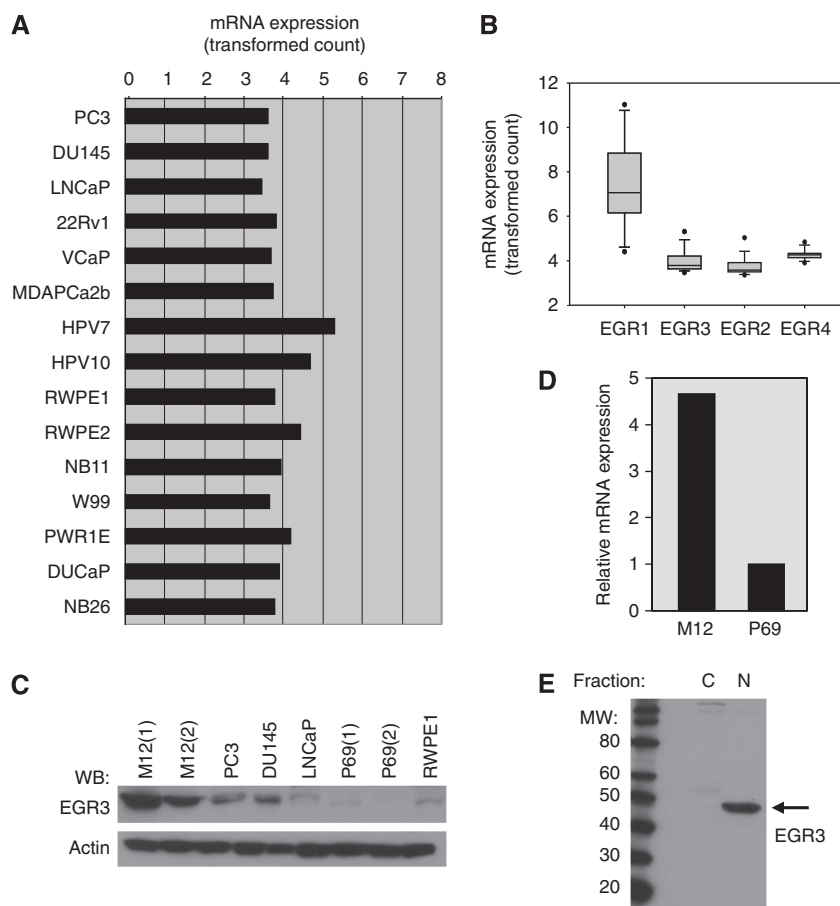 A
mRNA expression
(transformed count)
0 1 2 3 4 5 6 7 8
PC3
DU145
LNCaP
22Rv1
VCaP
MDAPCa2b
HPV7
HPV10
RWPE1
RWPE2
NB11
W99
PWR1E
DUCaP
NB26
B
mRNA expression
(transformed count)
12
10
8
6
4
2
EGR1 EGR3 EGR2 EGR4
D
Relative mRNA expression
5
4
3
2
1
0
M12 P69
C
WB:
M12(1)
M12(2)
PC3
DU145
LNCaP
P69(1)
P69(2)
RWPE1
EGR3
Actin
E
Fraction: C N
MW:
80
60
50
40
30
20
EGR3